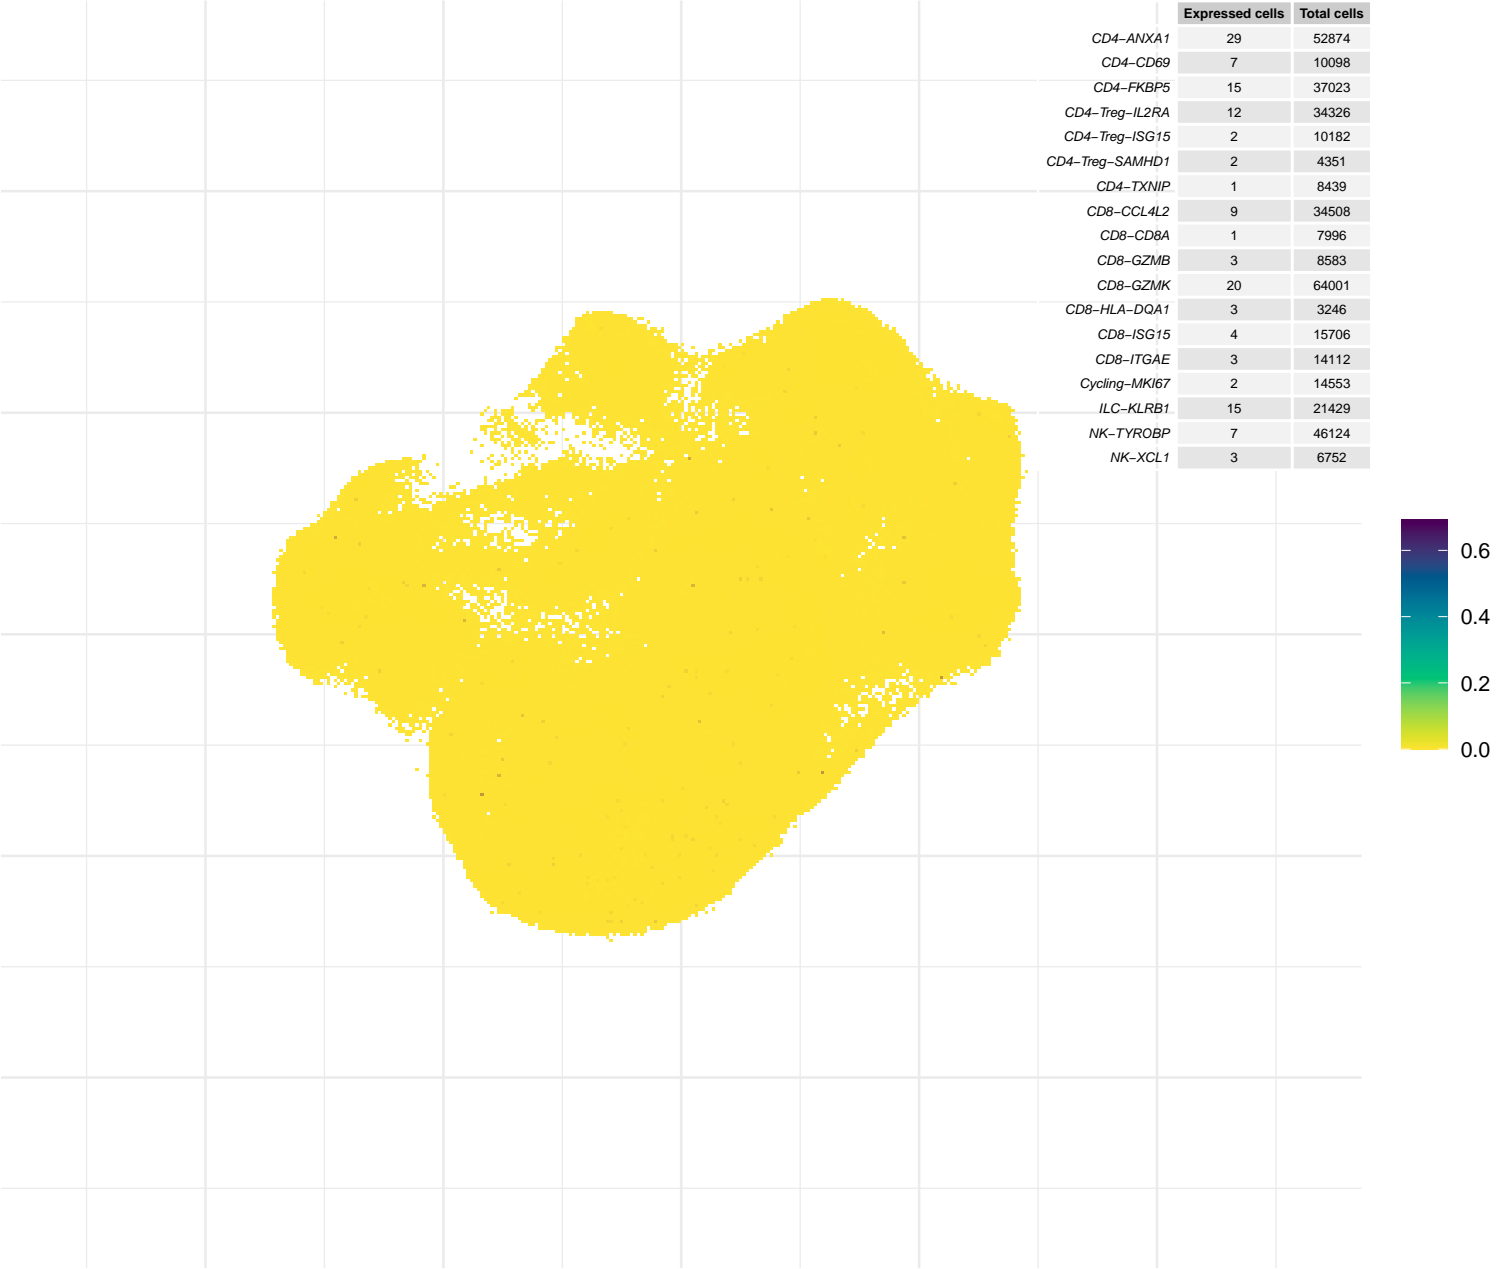 Expressed cells Total cells
CD4−ANXA1 29 52874
CD4−CD69 7 10098
CD4−FKBP5 15 37023
CD4−Treg−IL2RA 12 34326
CD4−Treg−ISG15 2 10182
CD4−Treg−SAMHD1 2 4351
CD4−TXNIP 1 8439
CD8−CCL4L2 9 34508
CD8−CD8A 1 7996
CD8−GZMB 3 8583
CD8−GZMK 20 64001
CD8−HLA−DQA1 3 3246
CD8−ISG15 4 15706
CD8−ITGAE 3 14112
Cycling−MKI67 2 14553
ILC−KLRB1 15 21429
NK−TYROBP 7 46124
NK−XCL1 3 6752
0.6
0.4
0.2
0.0